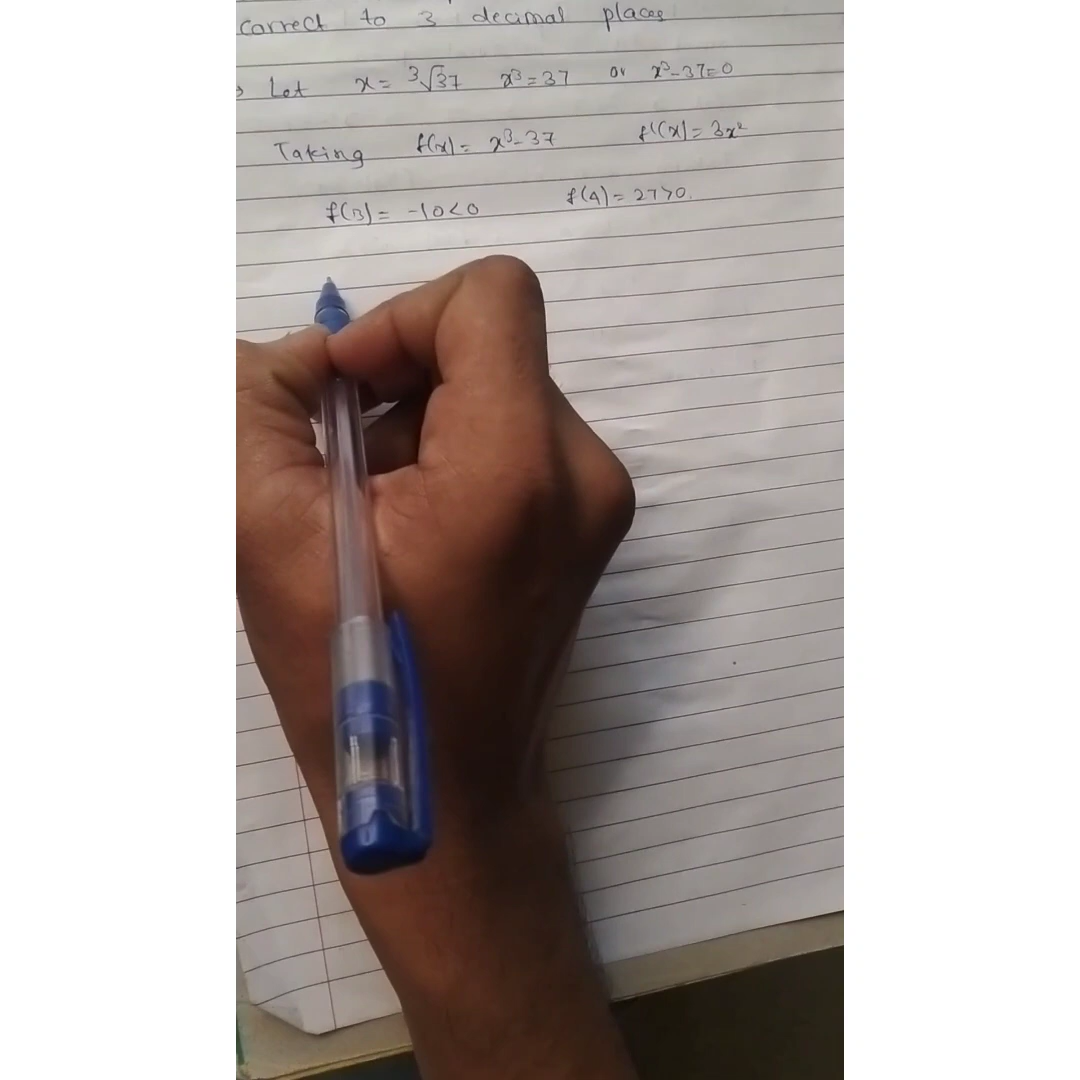 correct to 3 decimal places
Let x = ³√37 x³ = 37 or x³-37=0
Taking f(x) = x³-37 f'(x) = 3x²
f(3) = -10<0 f(4) = 27>0.